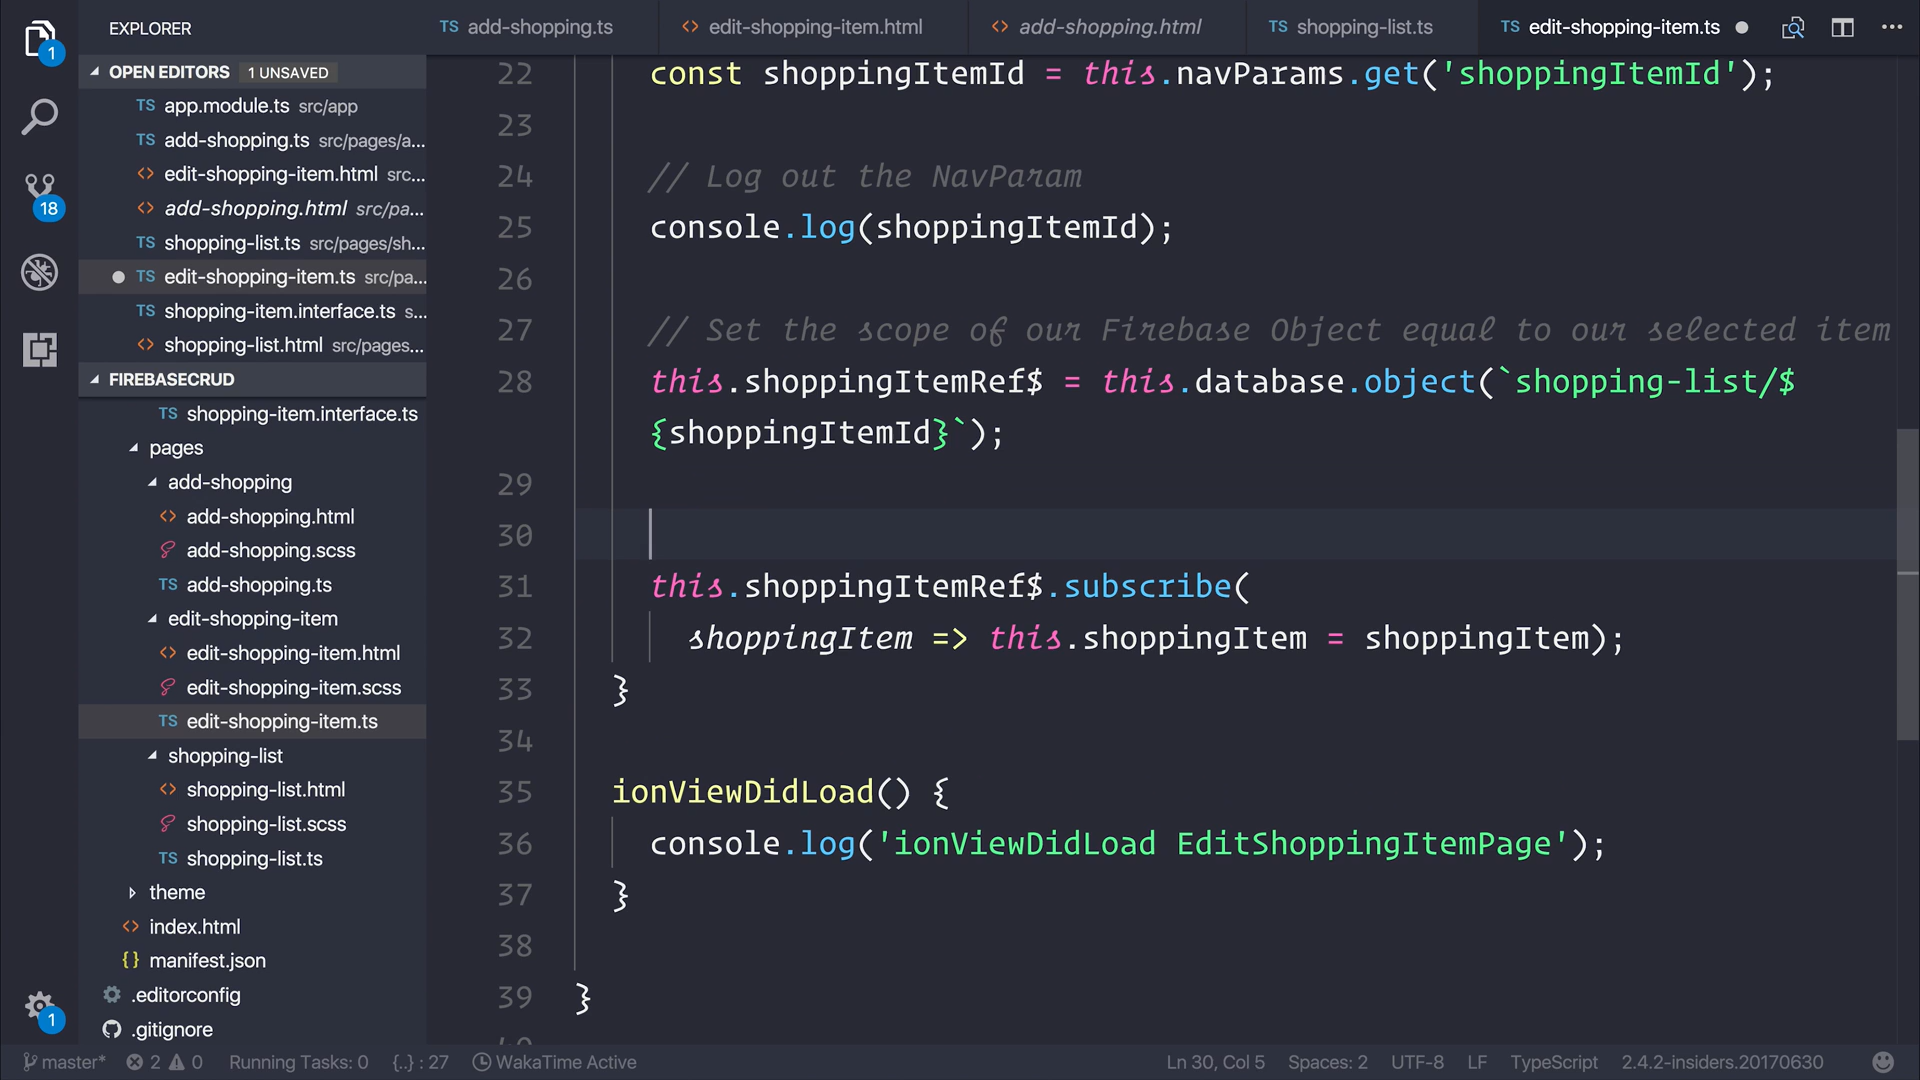 EXPLORER
TS add-shopping.ts
<> edit-shopping-item.html
<> add-shopping.html
TS shopping-list.ts
TS edit-shopping-item.ts
1
OPEN EDITORS 1 UNSAVED
TS app.module.ts src/app
TS add-shopping.ts src/pages/a...
<> edit-shopping-item.html src...
<> add-shopping.html src/pa...
TS shopping-list.ts src/pages/sh...
TS edit-shopping-item.ts src/pa...
TS shopping-item.interface.ts s...
<> shopping-list.html src/pages...
18
FIREBASECRUD
TS shopping-item.interface.ts
pages
add-shopping
<> add-shopping.html
add-shopping.scss
TS add-shopping.ts
edit-shopping-item
<> edit-shopping-item.html
edit-shopping-item.scss
TS edit-shopping-item.ts
shopping-list
<> shopping-list.html
shopping-list.scss
TS shopping-list.ts
theme
<> index.html
{} manifest.json
.editorconfig
.gitignore
1
22 const shoppingItemId = this.navParams.get('shoppingItemId');
23
24 // Log out the NavParam
25 console.log(shoppingItemId);
26
27 // Set the scope of our Firebase Object equal to our selected item
28 this.shoppingItemRef$ = this.database.object(`shopping-list/$
{shoppingItemId}`);
29
30
31 this.shoppingItemRef$.subscribe(
32 shoppingItem => this.shoppingItem = shoppingItem);
33 }
34
35 ionViewDidLoad() {
36 console.log('ionViewDidLoad EditShoppingItemPage');
37 }
38
39 }
master* 2 0 Running Tasks: 0 {..} : 27 WakaTime Active Ln 30, Col 5 Spaces: 2 UTF-8 LF TypeScript 2.4.2-insiders.20170630